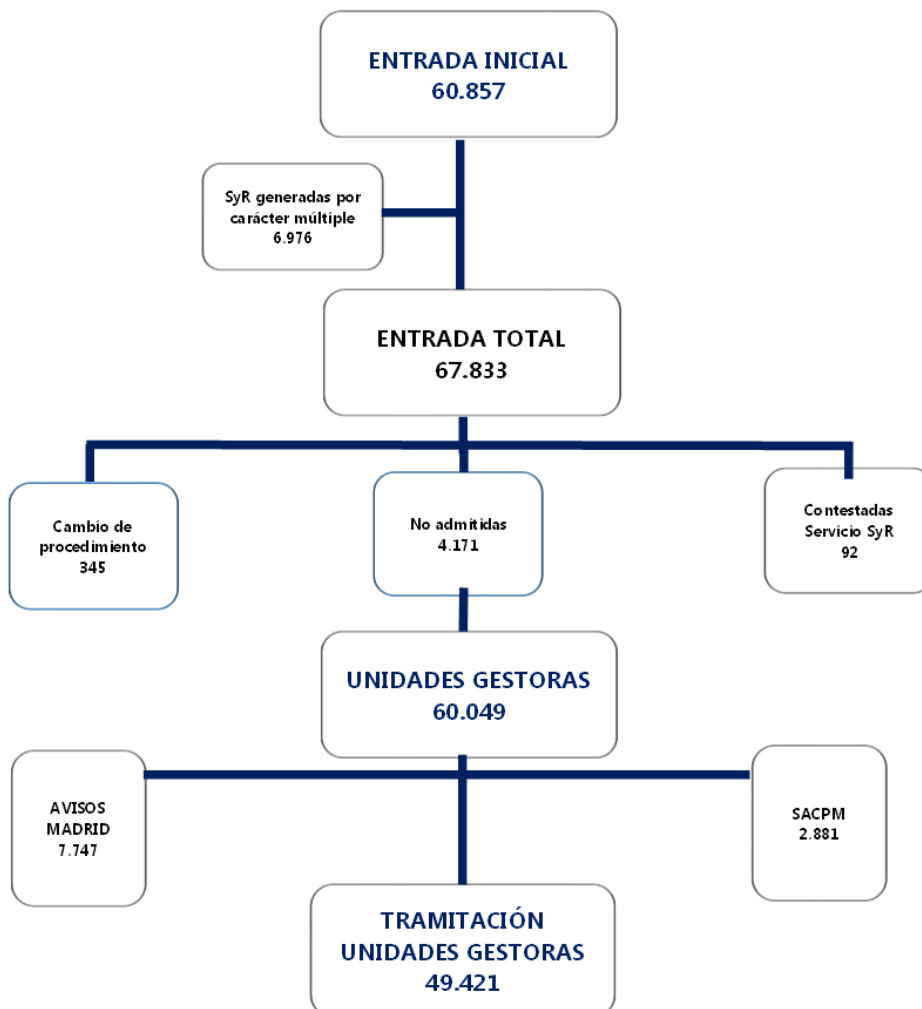 ENTRADA INICIAL
60.857
SyR generadas por
carácter múltiple
6.976
ENTRADA TOTAL
67.833
Cambio de
procedimiento
345
No admitidas
4.171
Contestadas
Servicio SyR
92
UNIDADES GESTORAS
60.049
AVISOS
MADRID
7.747
SACPM
2.881
TRAMITACIÓN
UNIDADES GESTORAS
49.421